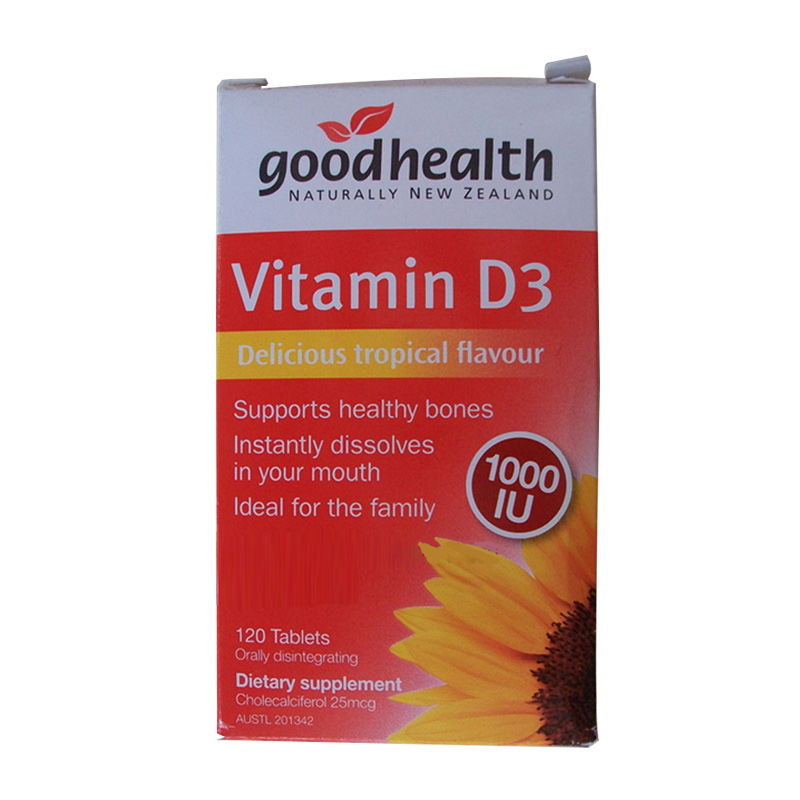 goodhealth
NATURALLY NEW ZEALAND
Vitamin D3
Delicious tropical flavour
Supports healthy bones
Instantly dissolves
in your mouth
Ideal for the family
1000
IU
120 Tablets
Orally disintegrating
Dietary supplement
Cholecalciferol 25mcg
AUSTL 201342